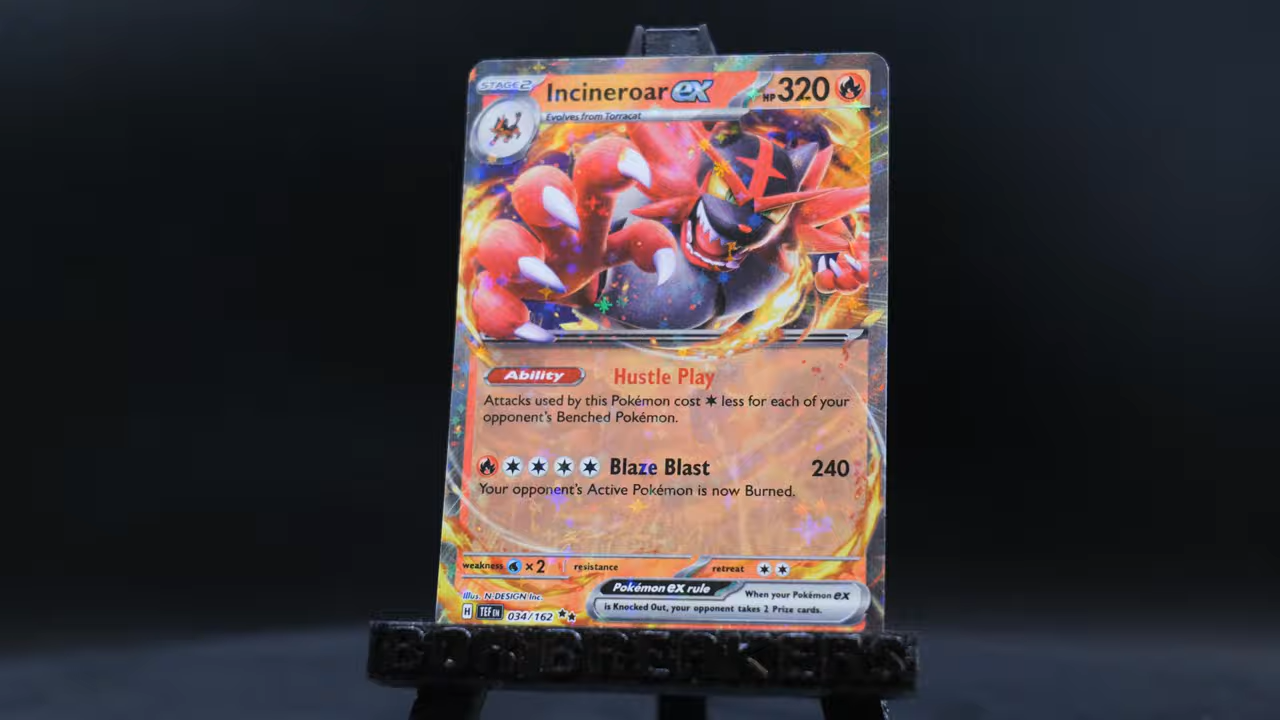 STAGE 2 Incineroar ex HP 320
Evolves from Torracat
Ability Hustle Play
Attacks used by this Pokémon cost less for each of your
opponent's Benched Pokémon.
Blaze Blast 240
Your opponent's Active Pokémon is now Burned.
weakness ×2 resistance retreat
Illus. N-DESIGN Inc.
Pokémon ex rule When your Pokémon ex
is Knocked Out, your opponent takes 2 Prize cards.
H TEF EN 034/162